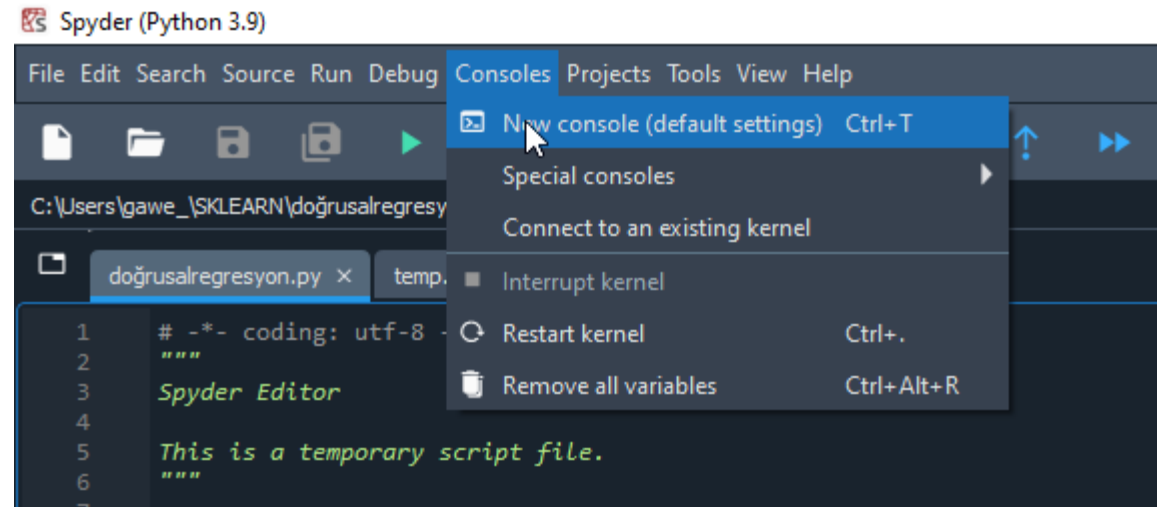 Spyder (Python 3.9)
File Edit Search Source Run Debug Consoles Projects Tools View Help
New console (default settings) Ctrl+T
Special consoles
C:\Users\gawe_\SKLEARN\doğrusalregresy
Connect to an existing kernel
doğrusalregresyon.py × temp.
Interrupt kernel
1 # -*- coding: utf-8 -
Restart kernel Ctrl+.
2 """
3 Spyder Editor
Remove all variables Ctrl+Alt+R
4
5 This is a temporary script file.
6 """